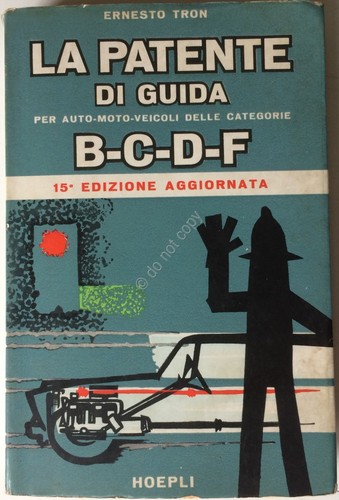 ERNESTO TRON
LA PATENTE
DI GUIDA
PER AUTO-MOTO-VEICOLI DELLE CATEGORIE
B-C-D-F
15ª EDIZIONE AGGIORNATA
© do not copy
HOEPLI